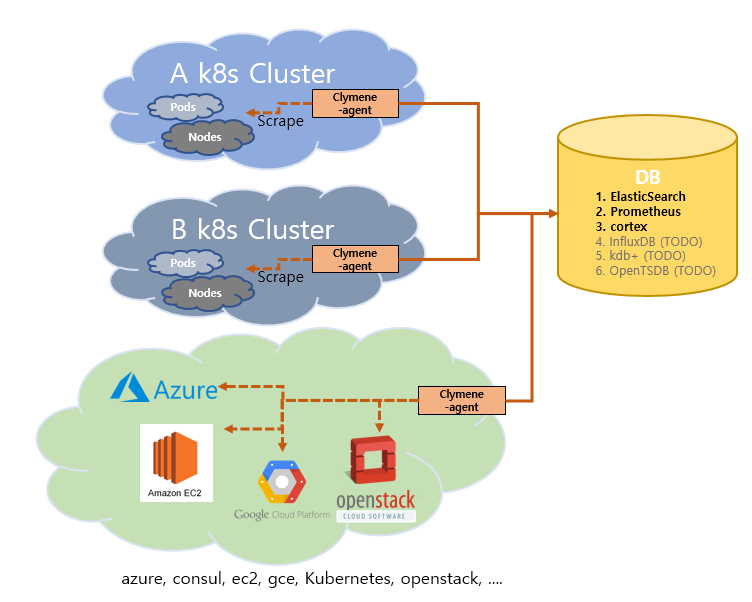 A k8s Cluster
Pods
Nodes
Scrape
Clymene
-agent
B k8s Cluster
Pods
Nodes
Scrape
Clymene
-agent
DB
1. ElasticSearch
2. Prometheus
3. cortex
4. InfluxDB (TODO)
5. kdb+ (TODO)
6. OpenTSDB (TODO)
Azure
Clymene
-agent
Amazon EC2
Google Cloud Platform
openstack
CLOUD SOFTWARE
azure, consul, ec2, gce, Kubernetes, openstack, ....